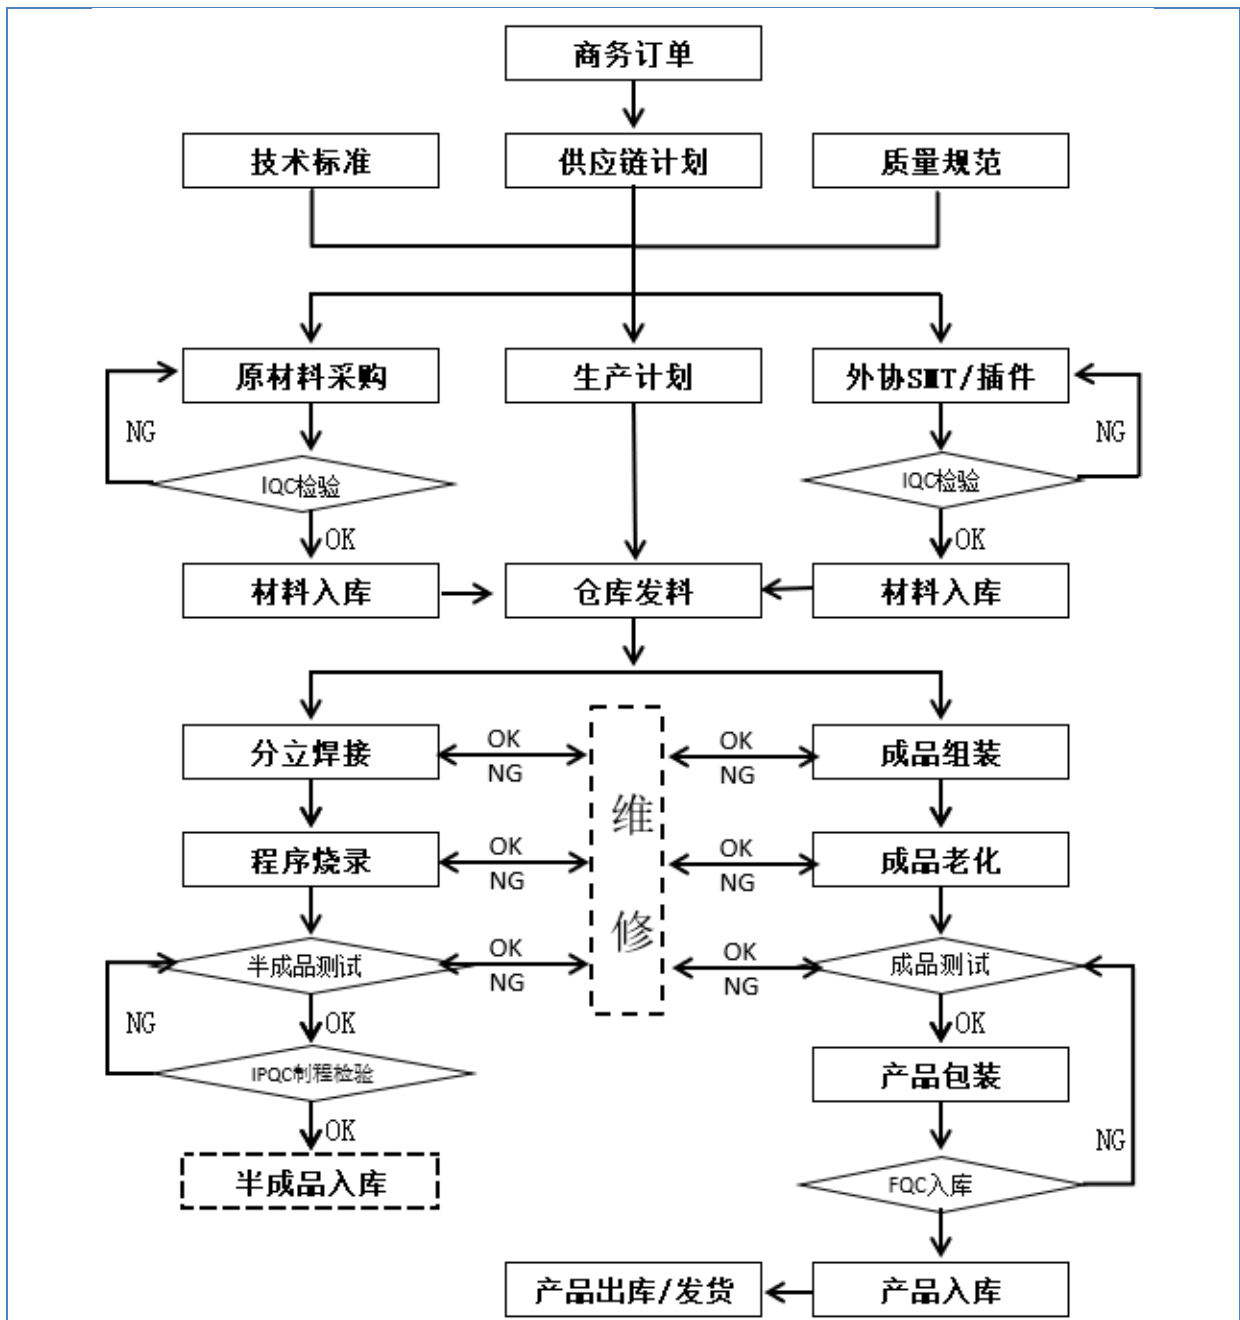 商务订单
技术标准
供应链计划
质量规范
原材料采购
生产计划
外协SMT/插件
NG
NG
IQC检验
IQC检验
OK
OK
材料入库
仓库发料
材料入库
分立焊接
OK
NG
维
修
OK
NG
成品组装
程序烧录
OK
NG
OK
NG
成品老化
半成品测试
OK
NG
OK
NG
成品测试
NG
OK
OK
IPQC制程检验
产品包装
OK
NG
半成品入库
FQC入库
产品出库/发货
产品入库